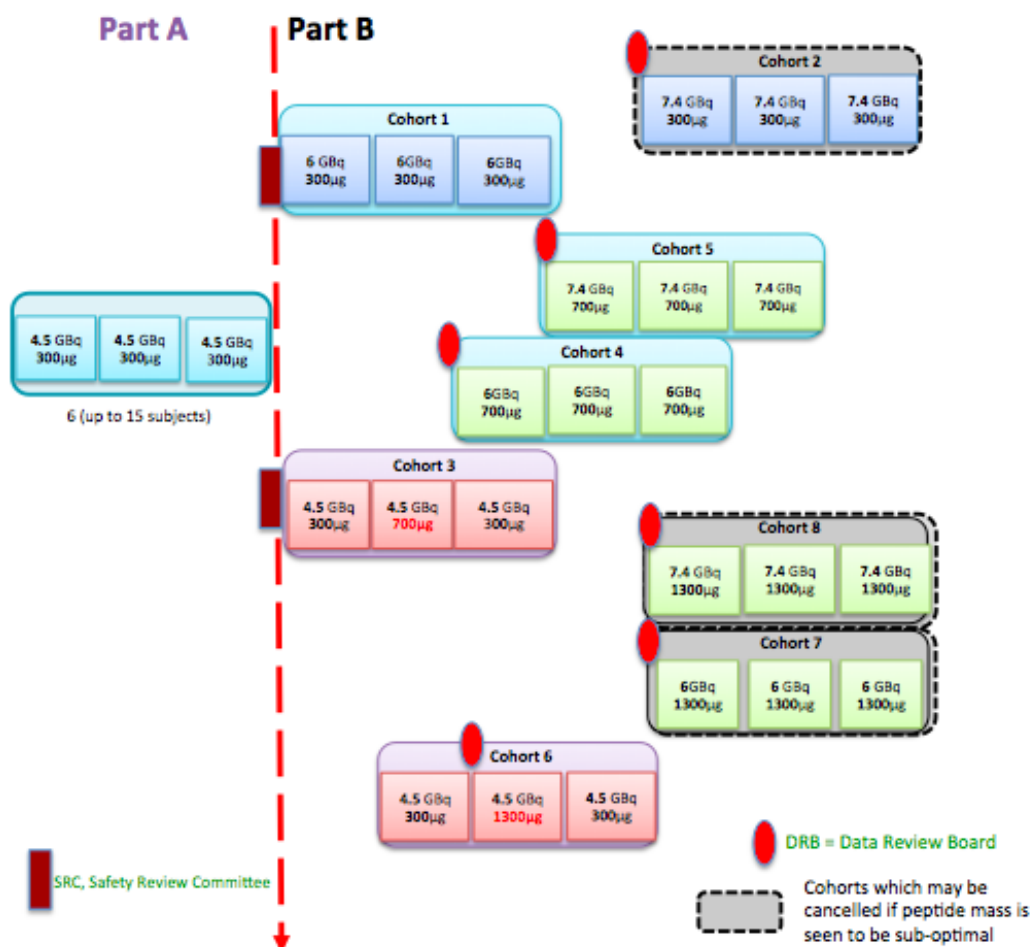 Part A
Part B
Cohort 2
7.4 GBq 7.4 GBq 7.4 GBq
300µg 300µg 300µg
Cohort 1
6 GBq 6 GBq 6GBq
300µg 300µg 300µg
Cohort 5
7.4 GBq 7.4 GBq 7.4 GBq
700µg 700µg 700µg
4.5 GBq 4.5 GBq 4.5 GBq
300µg 300µg 300µg
6 (up to 15 subjects)
Cohort 4
6GBq 6GBq 6GBq
700µg 700µg 700µg
Cohort 3
4.5 GBq 4.5 GBq 4.5 GBq
300µg 700µg 300µg
Cohort 8
7.4 GBq 7.4 GBq 7.4 GBq
1300µg 1300µg 1300µg
Cohort 7
6GBq 6 GBq 6 GBq
1300µg 1300µg 1300µg
Cohort 6
4.5 GBq 4.5 GBq 4.5 GBq
300µg 1300µg 300µg
SRC, Safety Review Committee
DRB = Data Review Board
Cohorts which may be
cancelled if peptide mass is
seen to be sub-optimal